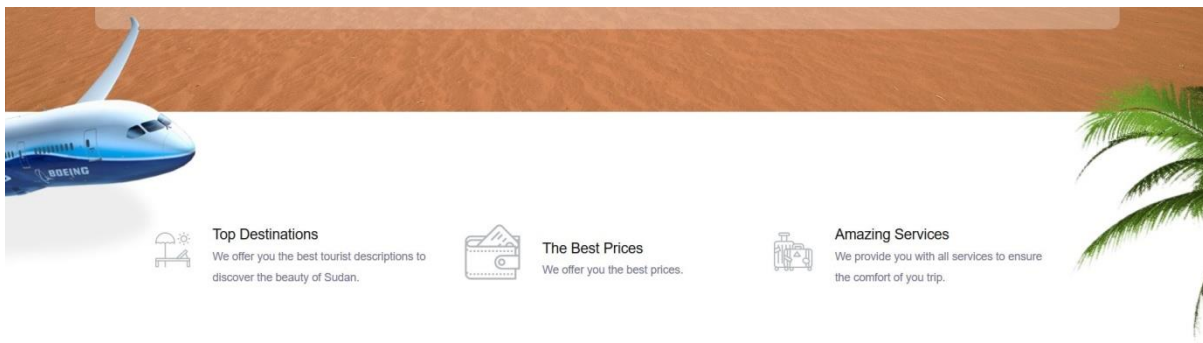 BOEING
Top Destinations
We offer you the best tourist descriptions to
discover the beauty of Sudan.
The Best Prices
We offer you the best prices.
Amazing Services
We provide you with all services to ensure
the comfort of you trip.